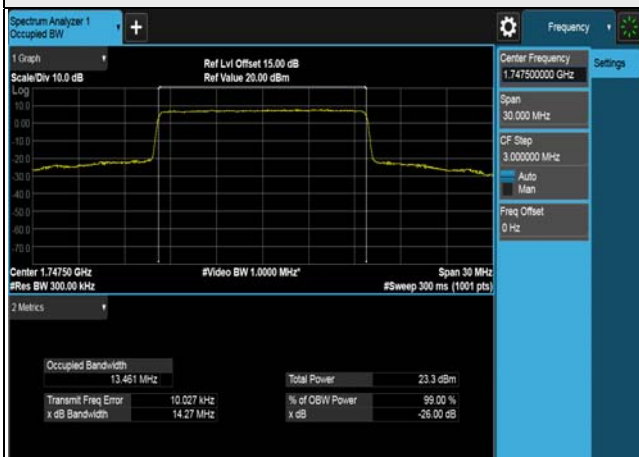 Spectrum Analyzer 1
Occupied BW
+
Frequency
1 Graph
Scale/Div 10.0 dB
Ref Lvl Offset 15.00 dB
Ref Value 20.00 dBm
Log
10.0
0.00
-10.0
-20.0
-30.0
-40.0
-50.0
-60.0
-70.0
Center 1.74750 GHz
#Video BW 1.0000 MHz*
Span 30 MHz
#Res BW 300.00 kHz
#Sweep 300 ms (1001 pts)
2 Metrics
Occupied Bandwidth
13.461 MHz
Total Power 23.3 dBm
Transmit Freq Error 10.027 kHz
% of OBW Power 99.00 %
x dB Bandwidth 14.27 MHz
x dB -26.00 dB
Center Frequency
1.747500000 GHz
Settings
Span
30.000 MHz
CF Step
3.000000 MHz
Auto
Man
Freq Offset
0 Hz